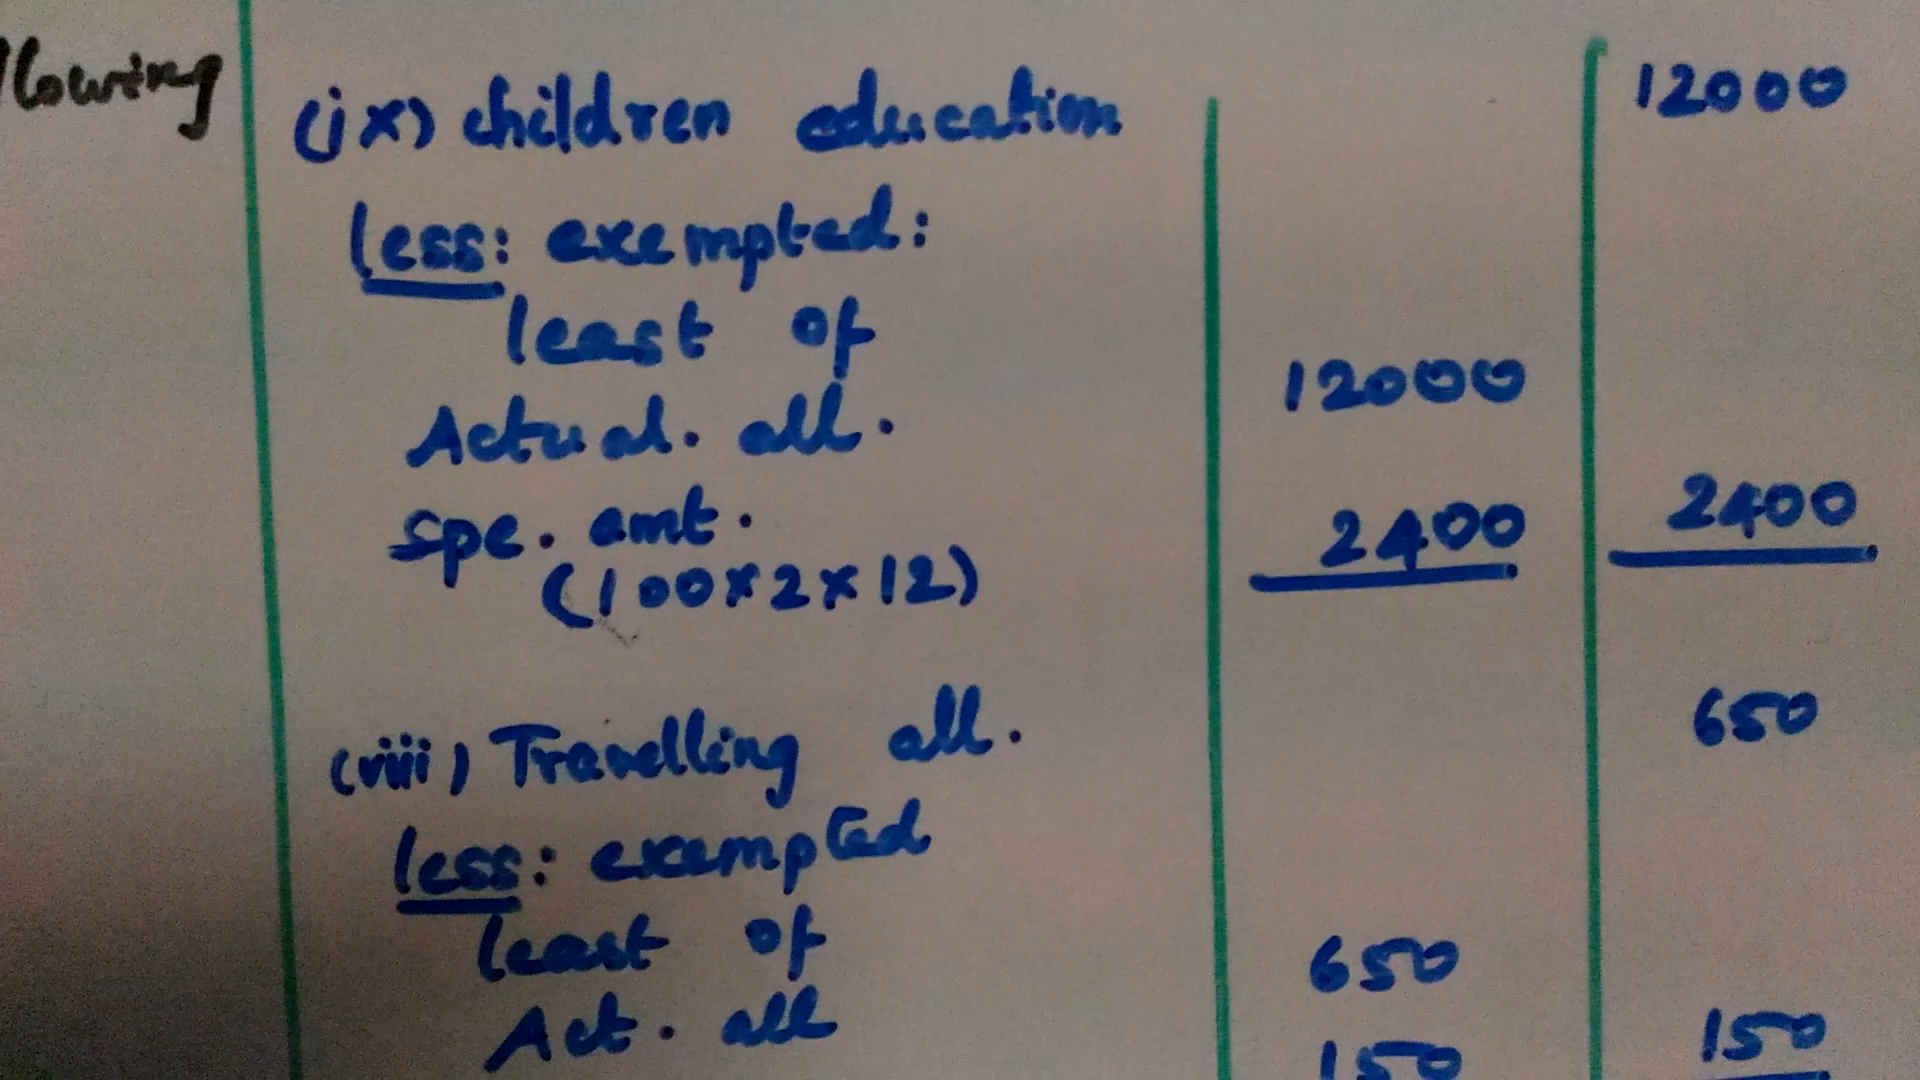 (ix) children education 12000
less: exempted:
least of
Actual. all. 12000
spe. amt. 2400 2400
(100×2×12)
(viii) Travelling all. 650
less: exempted
least of
Act. all 650
150 150